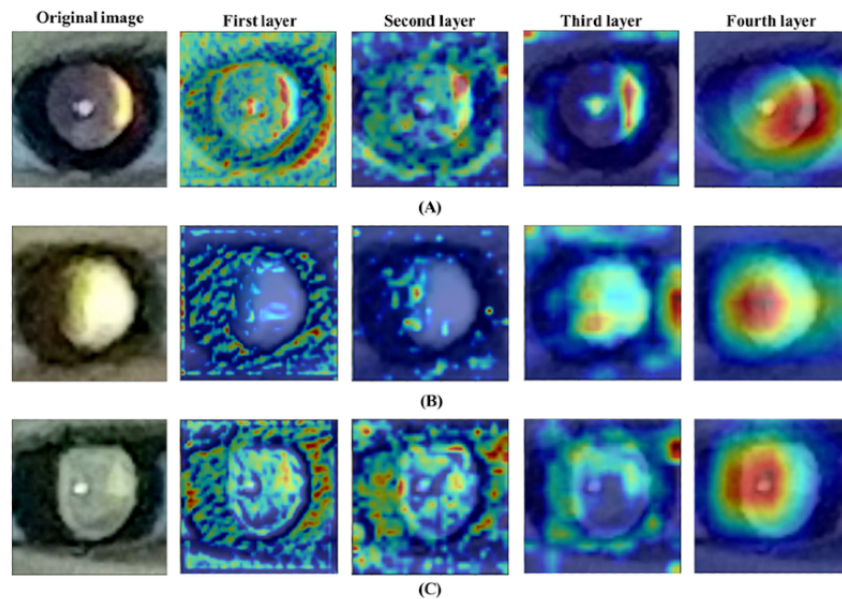 Original image First layer Second layer Third layer Fourth layer
(A)
(B)
(C)